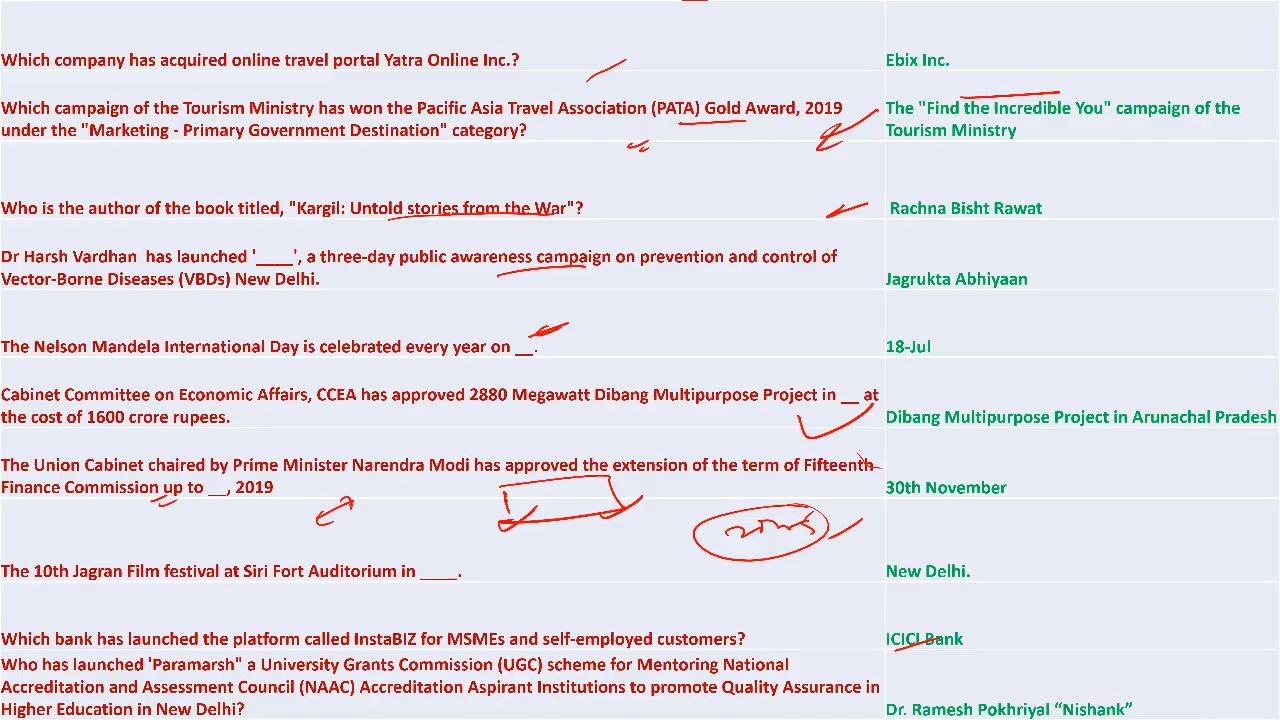 Which company has acquired online travel portal Yatra Online Inc.?
Ebix Inc.
Which campaign of the Tourism Ministry has won the Pacific Asia Travel Association (PATA) Gold Award, 2019
under the "Marketing - Primary Government Destination" category?
The "Find the Incredible You" campaign of the
Tourism Ministry
Who is the author of the book titled, "Kargil: Untold stories from the War"?
Rachna Bisht Rawat
Dr Harsh Vardhan  has launched '____', a three-day public awareness campaign on prevention and control of
Vector-Borne Diseases (VBDs) New Delhi.
Jagrukta Abhiyaan
The Nelson Mandela International Day is celebrated every year on __.
18-Jul
Cabinet Committee on Economic Affairs, CCEA has approved 2880 Megawatt Dibang Multipurpose Project in __ at
the cost of 1600 crore rupees.
Dibang Multipurpose Project in Arunachal Pradesh
The Union Cabinet chaired by Prime Minister Narendra Modi has approved the extension of the term of Fifteenth
Finance Commission up to __, 2019
30th November
The 10th Jagran Film festival at Siri Fort Auditorium in ____.
New Delhi.
Which bank has launched the platform called InstaBIZ for MSMEs and self-employed customers?
ICICI Bank
Who has launched 'Paramarsh" a University Grants Commission (UGC) scheme for Mentoring National
Accreditation and Assessment Council (NAAC) Accreditation Aspirant Institutions to promote Quality Assurance in
Higher Education in New Delhi?
Dr. Ramesh Pokhriyal “Nishank”